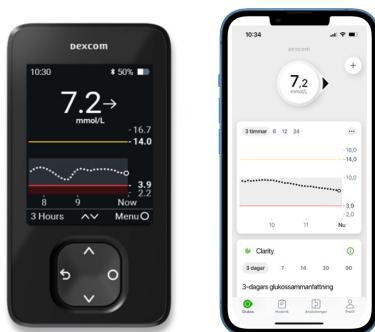 Dexcom
10:30
50%
7.2
mmol/L
16.7
14.0
3.9
2.2
8 9 Now
3 Hours Menu
10:34
Dexcom
7,2
mmol/L
+
3 timmar 6 12 24
18,0
14,0
10,0
3,9
2,0
10 11 Nu
Clarity
3 dagar 7 14 30 90
3-dagars glukossammanfattning
Glukos Historik Anslutningar Profil